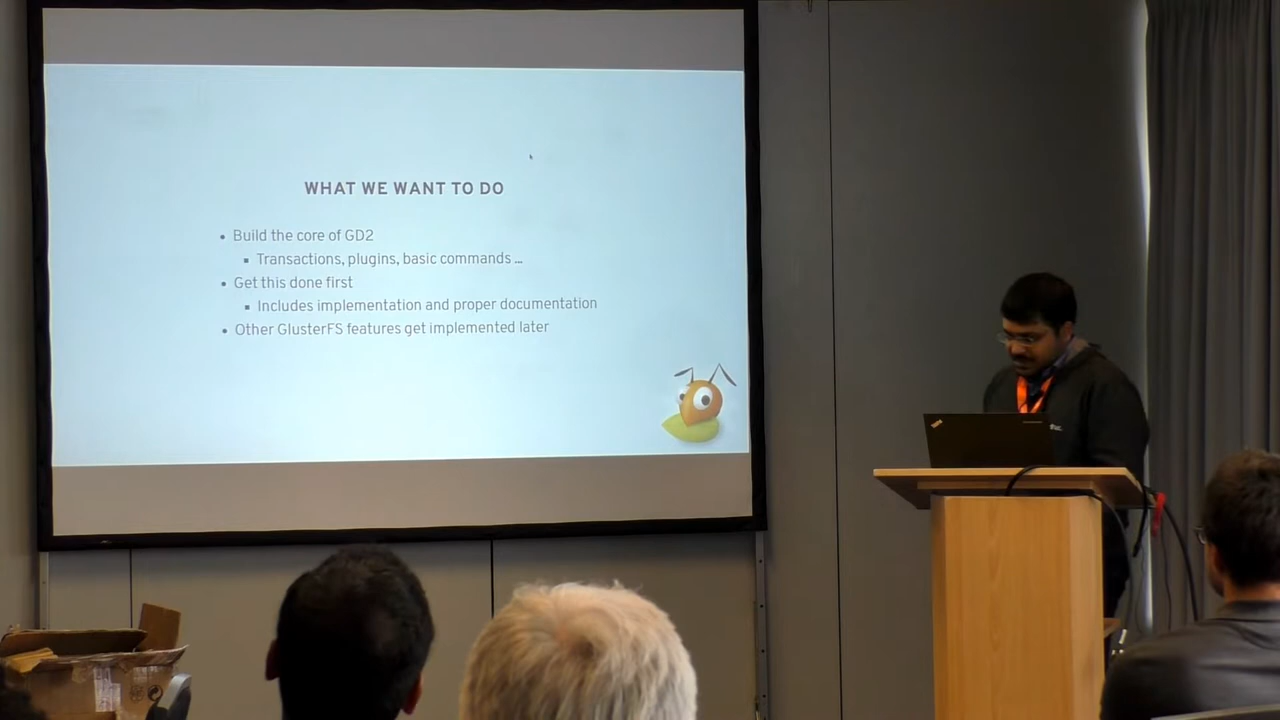 WHAT WE WANT TO DO
• Build the core of GD2
▪ Transactions, plugins, basic commands ...
• Get this done first
▪ Includes implementation and proper documentation
• Other GlusterFS features get implemented later